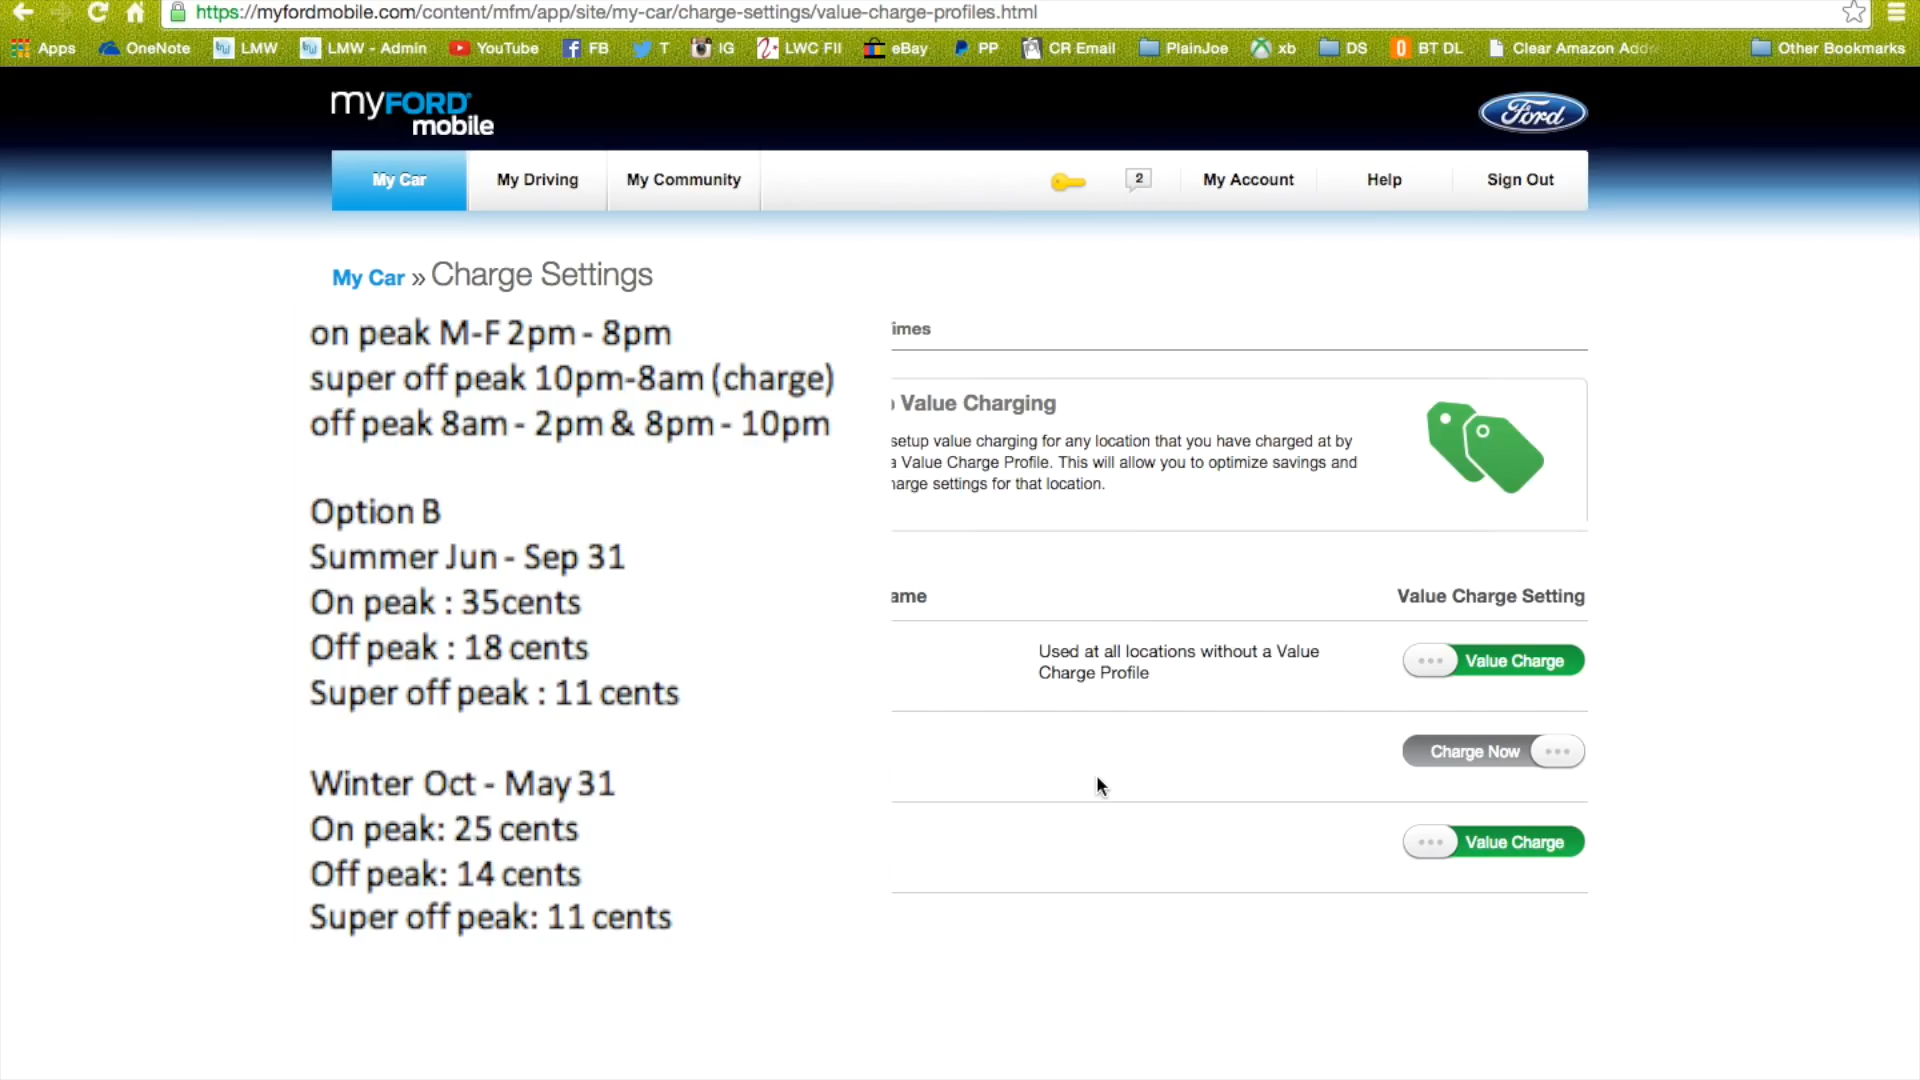 https://myfordmobile.com/content/mfm/app/site/my-car/charge-settings/value-charge-profiles.html
Apps OneNote LMW LMW - Admin YouTube FB T IG LWC FII eBay PP CR Email PlainJoe xb DS BT DL Clear Amazon Other Bookmarks
myFORD
mobile
Ford
My Car My Driving My Community 2 My Account Help Sign Out
My Car » Charge Settings
on peak M-F 2pm - 8pm
super off peak 10pm-8am (charge)
off peak 8am - 2pm & 8pm - 10pm
Option B
Summer Jun - Sep 31
On peak : 35cents
Off peak : 18 cents
Super off peak : 11 cents
Winter Oct - May 31
On peak: 25 cents
Off peak: 14 cents
Super off peak: 11 cents
imes
Value Charging
setup value charging for any location that you have charged at by
a Value Charge Profile. This will allow you to optimize savings and
harge settings for that location.
ame Value Charge Setting
Used at all locations without a Value
Charge Profile
Value Charge
Charge Now
Value Charge